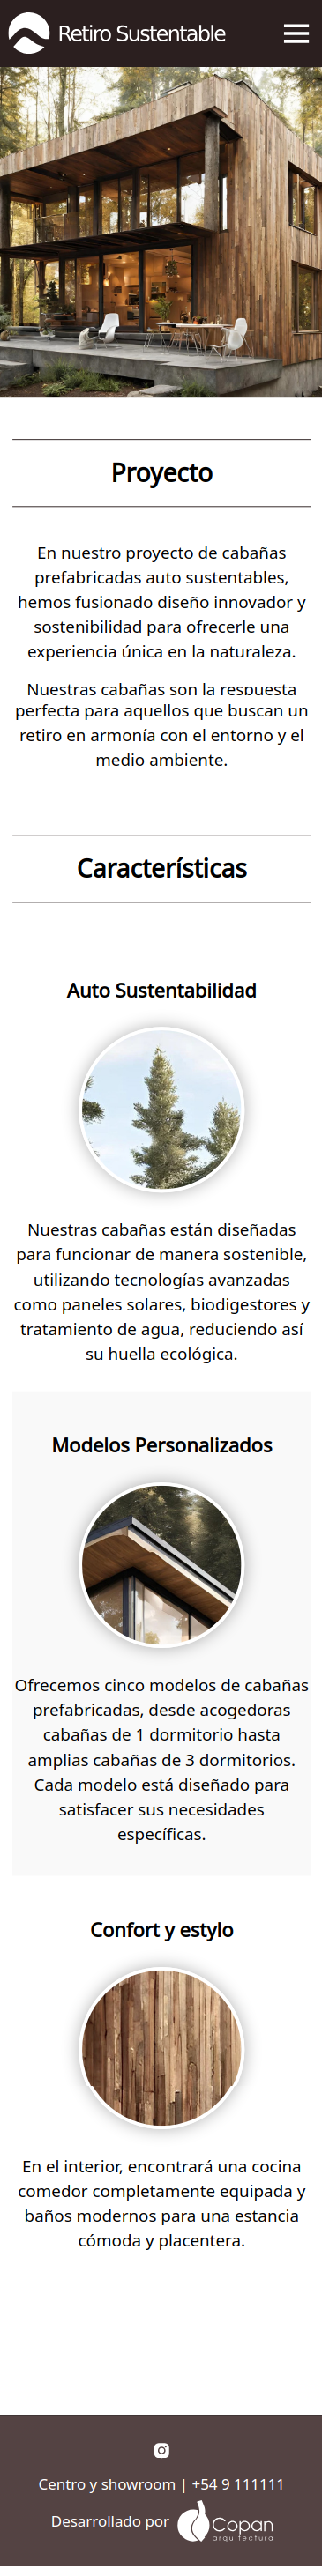 Retiro Sustentable
Proyecto
En nuestro proyecto de cabañas
prefabricadas auto sustentables,
hemos fusionado diseño innovador y
sostenibilidad para ofrecerle una
experiencia única en la naturaleza.
Nuestras cabañas son la respuesta
perfecta para aquellos que buscan un
retiro en armonía con el entorno y el
medio ambiente.
Características
Auto Sustentabilidad
Nuestras cabañas están diseñadas
para funcionar de manera sostenible,
utilizando tecnologías avanzadas
como paneles solares, biodigestores y
tratamiento de agua, reduciendo así
su huella ecológica.
Modelos Personalizados
Ofrecemos cinco modelos de cabañas
prefabricadas, desde acogedoras
cabañas de 1 dormitorio hasta
amplias cabañas de 3 dormitorios.
Cada modelo está diseñado para
satisfacer sus necesidades
específicas.
Confort y estylo
En el interior, encontrará una cocina
comedor completamente equipada y
baños modernos para una estancia
cómoda y placentera.
Centro y showroom | +54 9 111111
Desarrollado por Copan
arquitectura